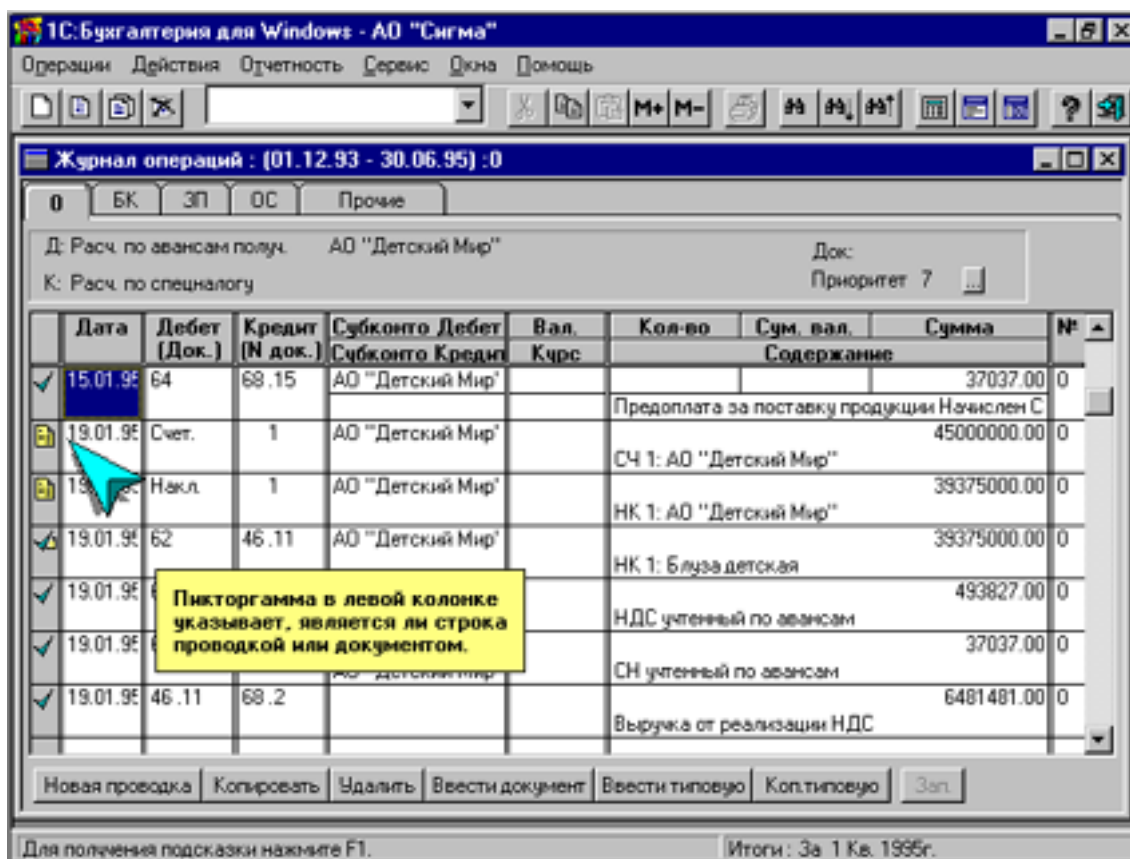 1С:Бухгалтерия для Windows - АО "Сигма"
Операции Действия Отчетность Сервис Окна Помощь
M+ M- ?
Журнал операций : (01.12.93 - 30.06.95) :0
0 БК ЗП ОС Прочие
Д: Расч. по авансам получ. АО "Детский Мир" Док:
К: Расч. по спецналогу Приоритет 7 ...
Дата Дебет Кредит Субконто Дебет Вал. Кол-во Сум. вал. Сумма №
(Док.) (N док.) Субконто Кредит Курс Содержание
15.01.95 64 68.15 АО "Детский Мир" 37037.00 0
Предоплата за поставку продукции Начислен С
19.01.95 Счет. 1 АО "Детский Мир" 45000000.00 0
СЧ 1: АО "Детский Мир"
Накл. 1 АО "Детский Мир" 39375000.00 0
НК 1: АО "Детский Мир"
19.01.95 62 46.11 АО "Детский Мир" 39375000.00 0
НК 1: Блуза детская
19.01.95 493827.00 0
НДС учтенный по авансам
19.01.95 37037.00 0
СН учтенный по авансам
19.01.95 46.11 68.2 6481481.00 0
Выручка от реализации НДС
Пикторгамма в левой колонке
указывает, является ли строка
проводкой или документом.
Новая проводка Копировать Удалить Ввести документ Ввести типовую Коп.типовую Зап.
Для получения подсказки нажмите F1. Итоги : За 1 Кв. 1995г.